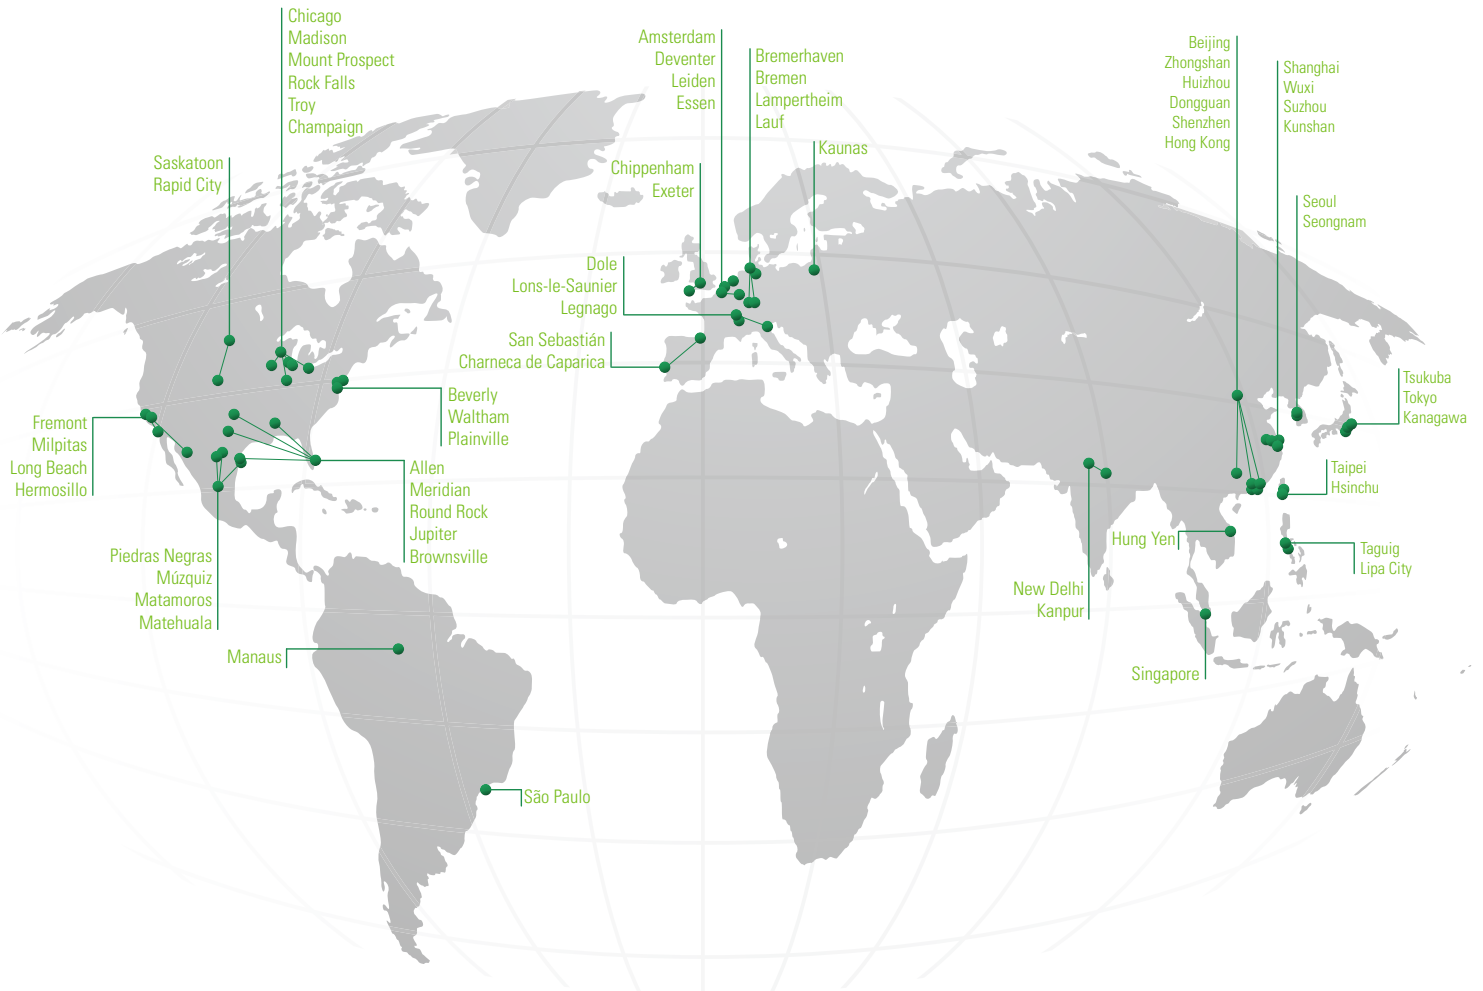 Chicago
Madison
Mount Prospect
Rock Falls
Troy
Champaign
Saskatoon
Rapid City
Amsterdam
Deventer
Leiden
Essen
Bremerhaven
Bremen
Lampertheim
Lauf
Kaunas
Chippenham
Exeter
Beijing
Zhongshan
Huizhou
Dongguan
Shenzhen
Hong Kong
Shanghai
Wuxi
Suzhou
Kunshan
Seoul
Seongnam
Dole
Lons-le-Saunier
Legnago
San Sebastián
Charneca de Caparica
Tsukuba
Tokyo
Kanagawa
Beverly
Waltham
Plainville
Fremont
Milpitas
Long Beach
Hermosillo
Allen
Meridian
Round Rock
Jupiter
Brownsville
Taipei
Hsinchu
Piedras Negras
Múzquiz
Matamoros
Matehuala
Hung Yen
Taguig
Lipa City
New Delhi
Kanpur
Manaus
Singapore
São Paulo